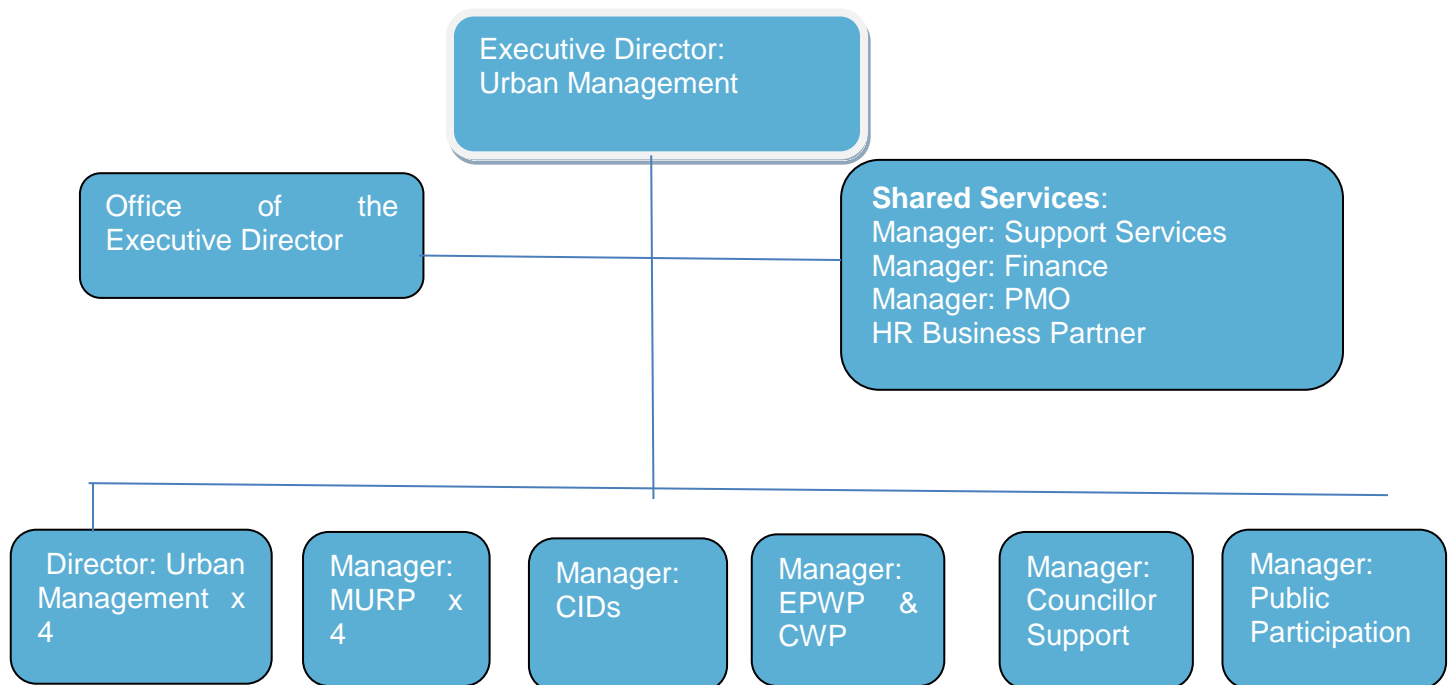 Executive Director:
Urban Management
Office of the
Executive Director
Shared Services:
Manager: Support Services
Manager: Finance
Manager: PMO
HR Business Partner
Director: Urban
Management x
4
Manager:
MURP x
4
Manager:
CIDs
Manager:
EPWP &
CWP
Manager:
Councillor
Support
Manager:
Public
Participation